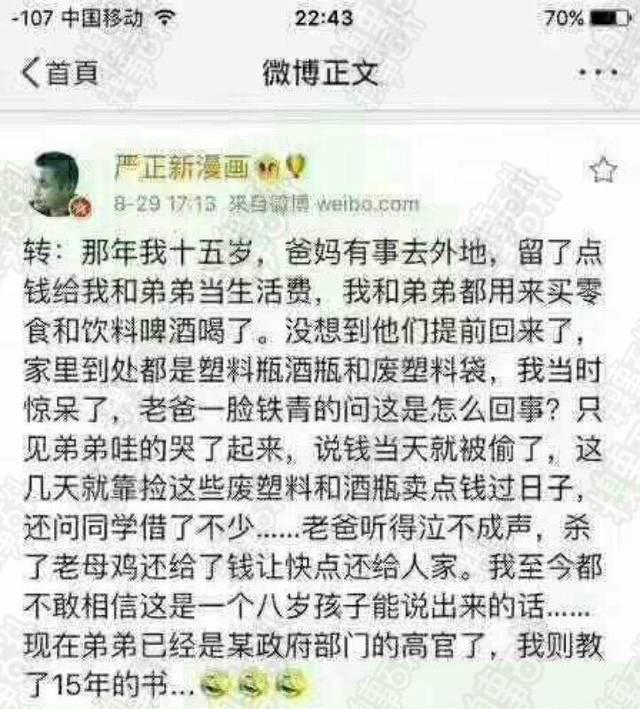 -107 中国移动 22:43 70%
首頁 微博正文 ...
严正新漫画
8-29 17:13 来自微博 weibo.com
转：那年我十五岁，爸妈有事去外地，留了点
钱给我和弟弟当生活费，我和弟弟都用来买零
食和饮料啤酒喝了。没想到他们提前回来了，
家里到处都是塑料瓶酒瓶和废塑料袋，我当时
惊呆了，老爸一脸铁青的问这是怎么回事？只
见弟弟哇的哭了起来，说钱当天就被偷了，这
几天就靠捡这些废塑料和酒瓶卖点钱过日子，
还问同学借了不少......老爸听得泣不成声，杀
了老母鸡还给了钱让快点还给人家。我至今都
不敢相信这是一个八岁孩子能说出来的话......
现在弟弟已经是某政府部门的高官了，我则教
了15年的书...